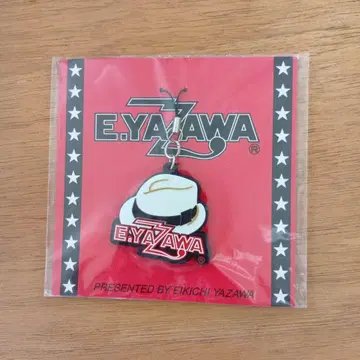 E.YAZAWA
®
E.YAZAWA
®
PRESENTED BY EIKICHI YAZAWA